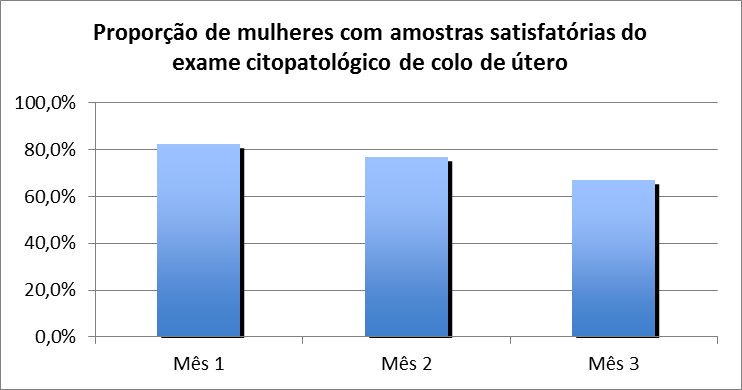 Proporção de mulheres com amostras satisfatórias do
exame citopatológico de colo de útero
100,0%
80,0%
60,0%
40,0%
20,0%
0,0%
Mês 1
Mês 2
Mês 3